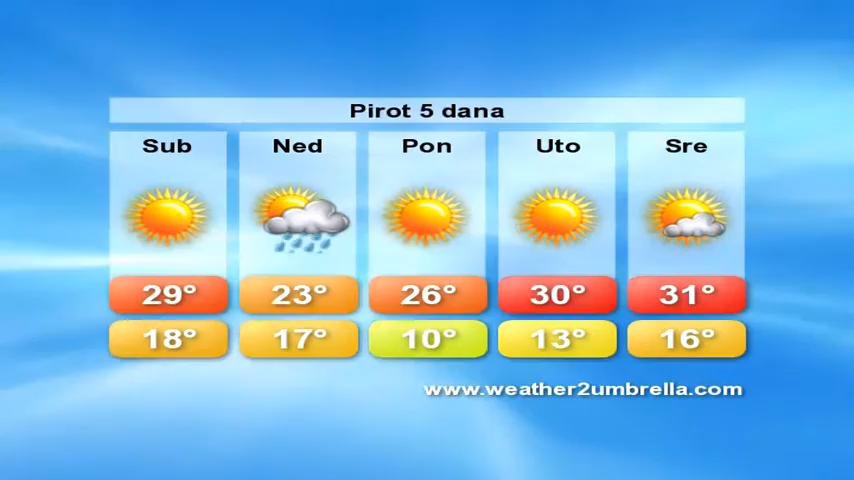 Pirot 5 dana
Sub Ned Pon Uto Sre
29° 23° 26° 30° 31°
18° 17° 10° 13° 16°
www.weather2umbrella.com